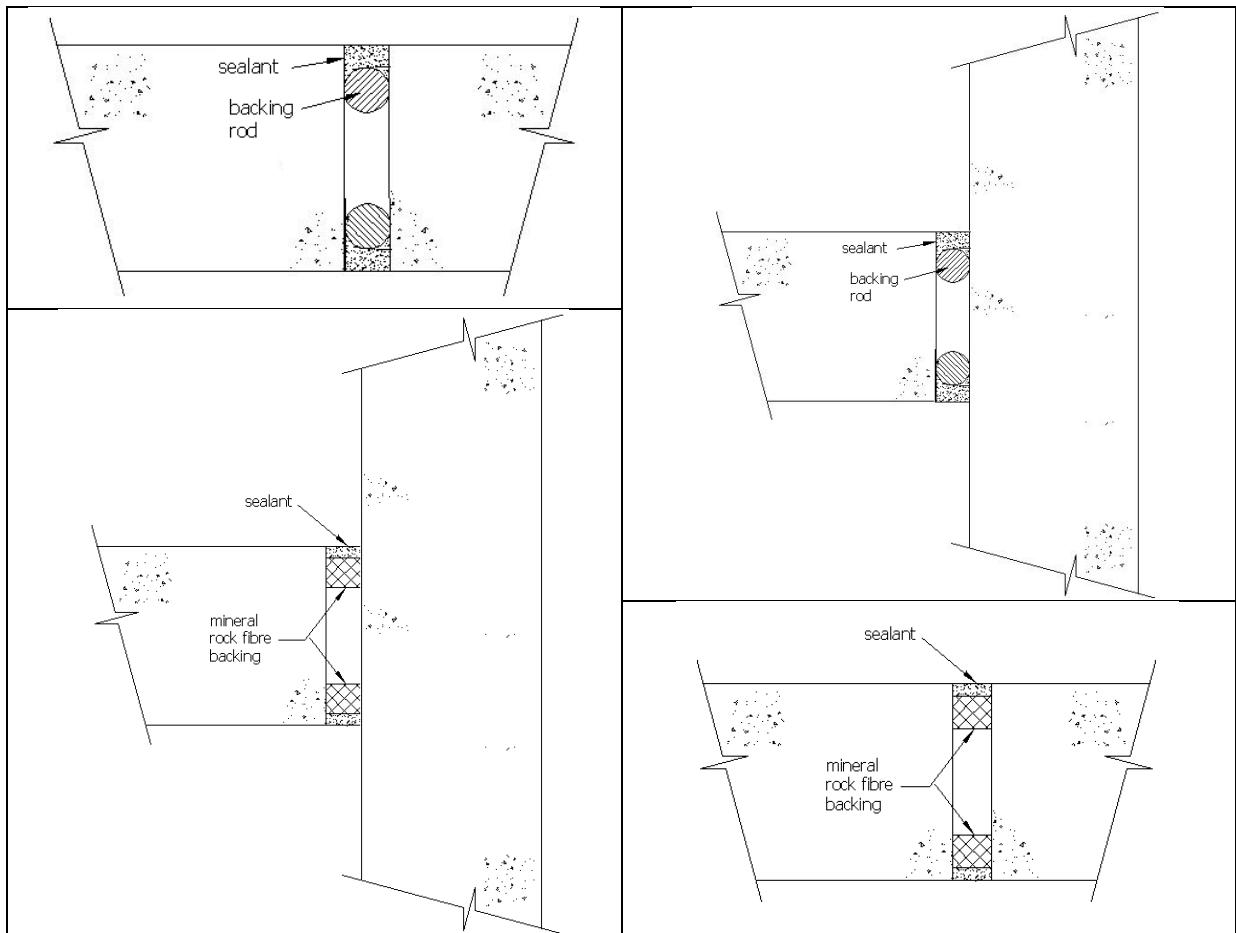 sealant
backing
rod
sealant
backing
rod
sealant
mineral
rock fibre
backing
sealant
mineral
rock fibre
backing